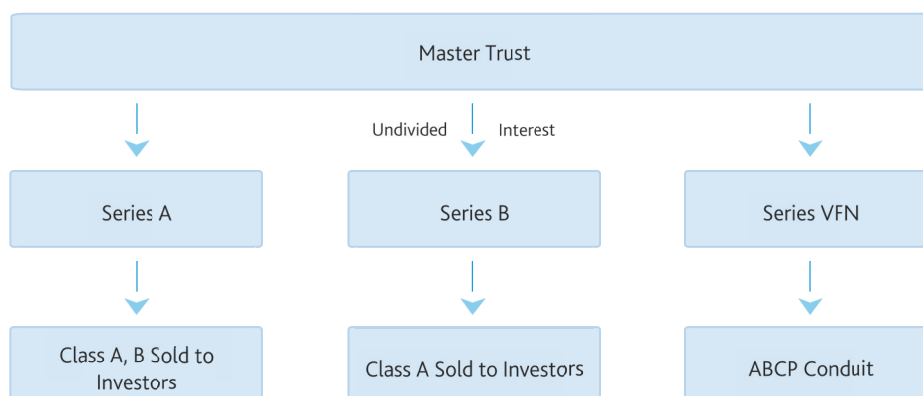 Master Trust
Undivided Interest
Series A
Series B
Series VFN
Class A, B Sold to
Investors
Class A Sold to Investors
ABCP Conduit